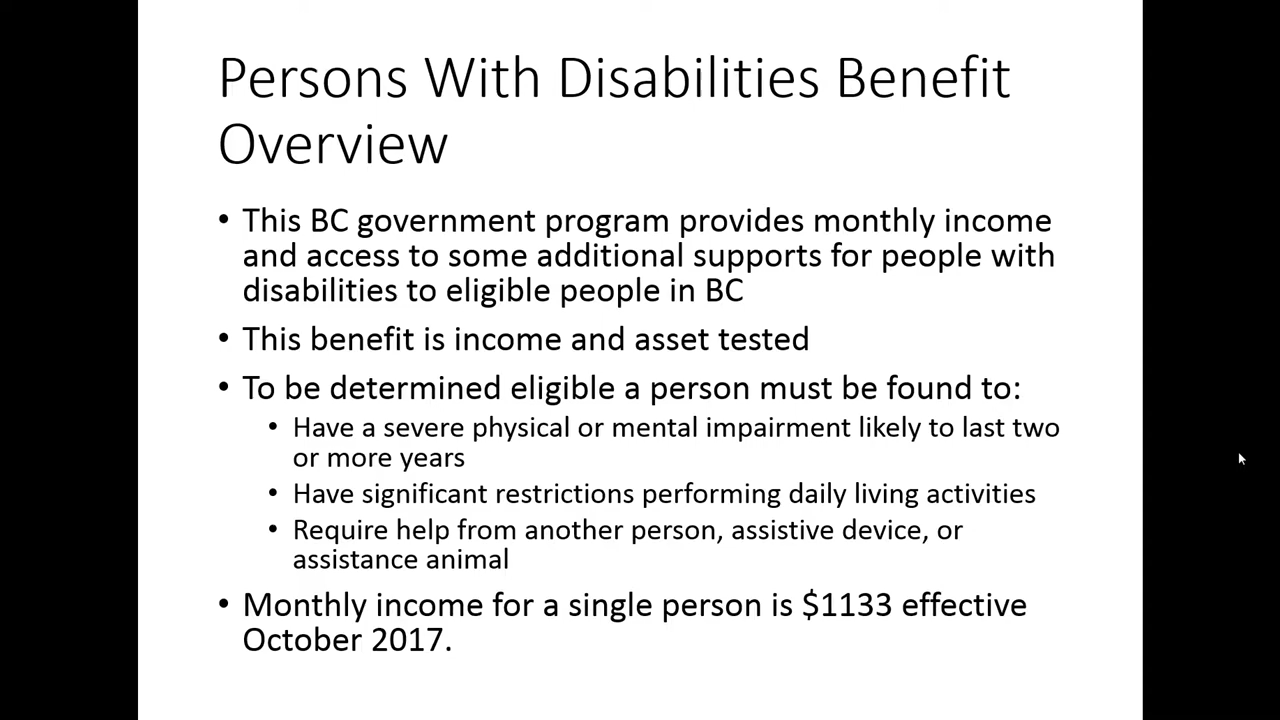 Persons With Disabilities Benefit
Overview
• This BC government program provides monthly income
and access to some additional supports for people with
disabilities to eligible people in BC
• This benefit is income and asset tested
• To be determined eligible a person must be found to:
• Have a severe physical or mental impairment likely to last two
or more years
• Have significant restrictions performing daily living activities
• Require help from another person, assistive device, or
assistance animal
• Monthly income for a single person is $1133 effective
October 2017.